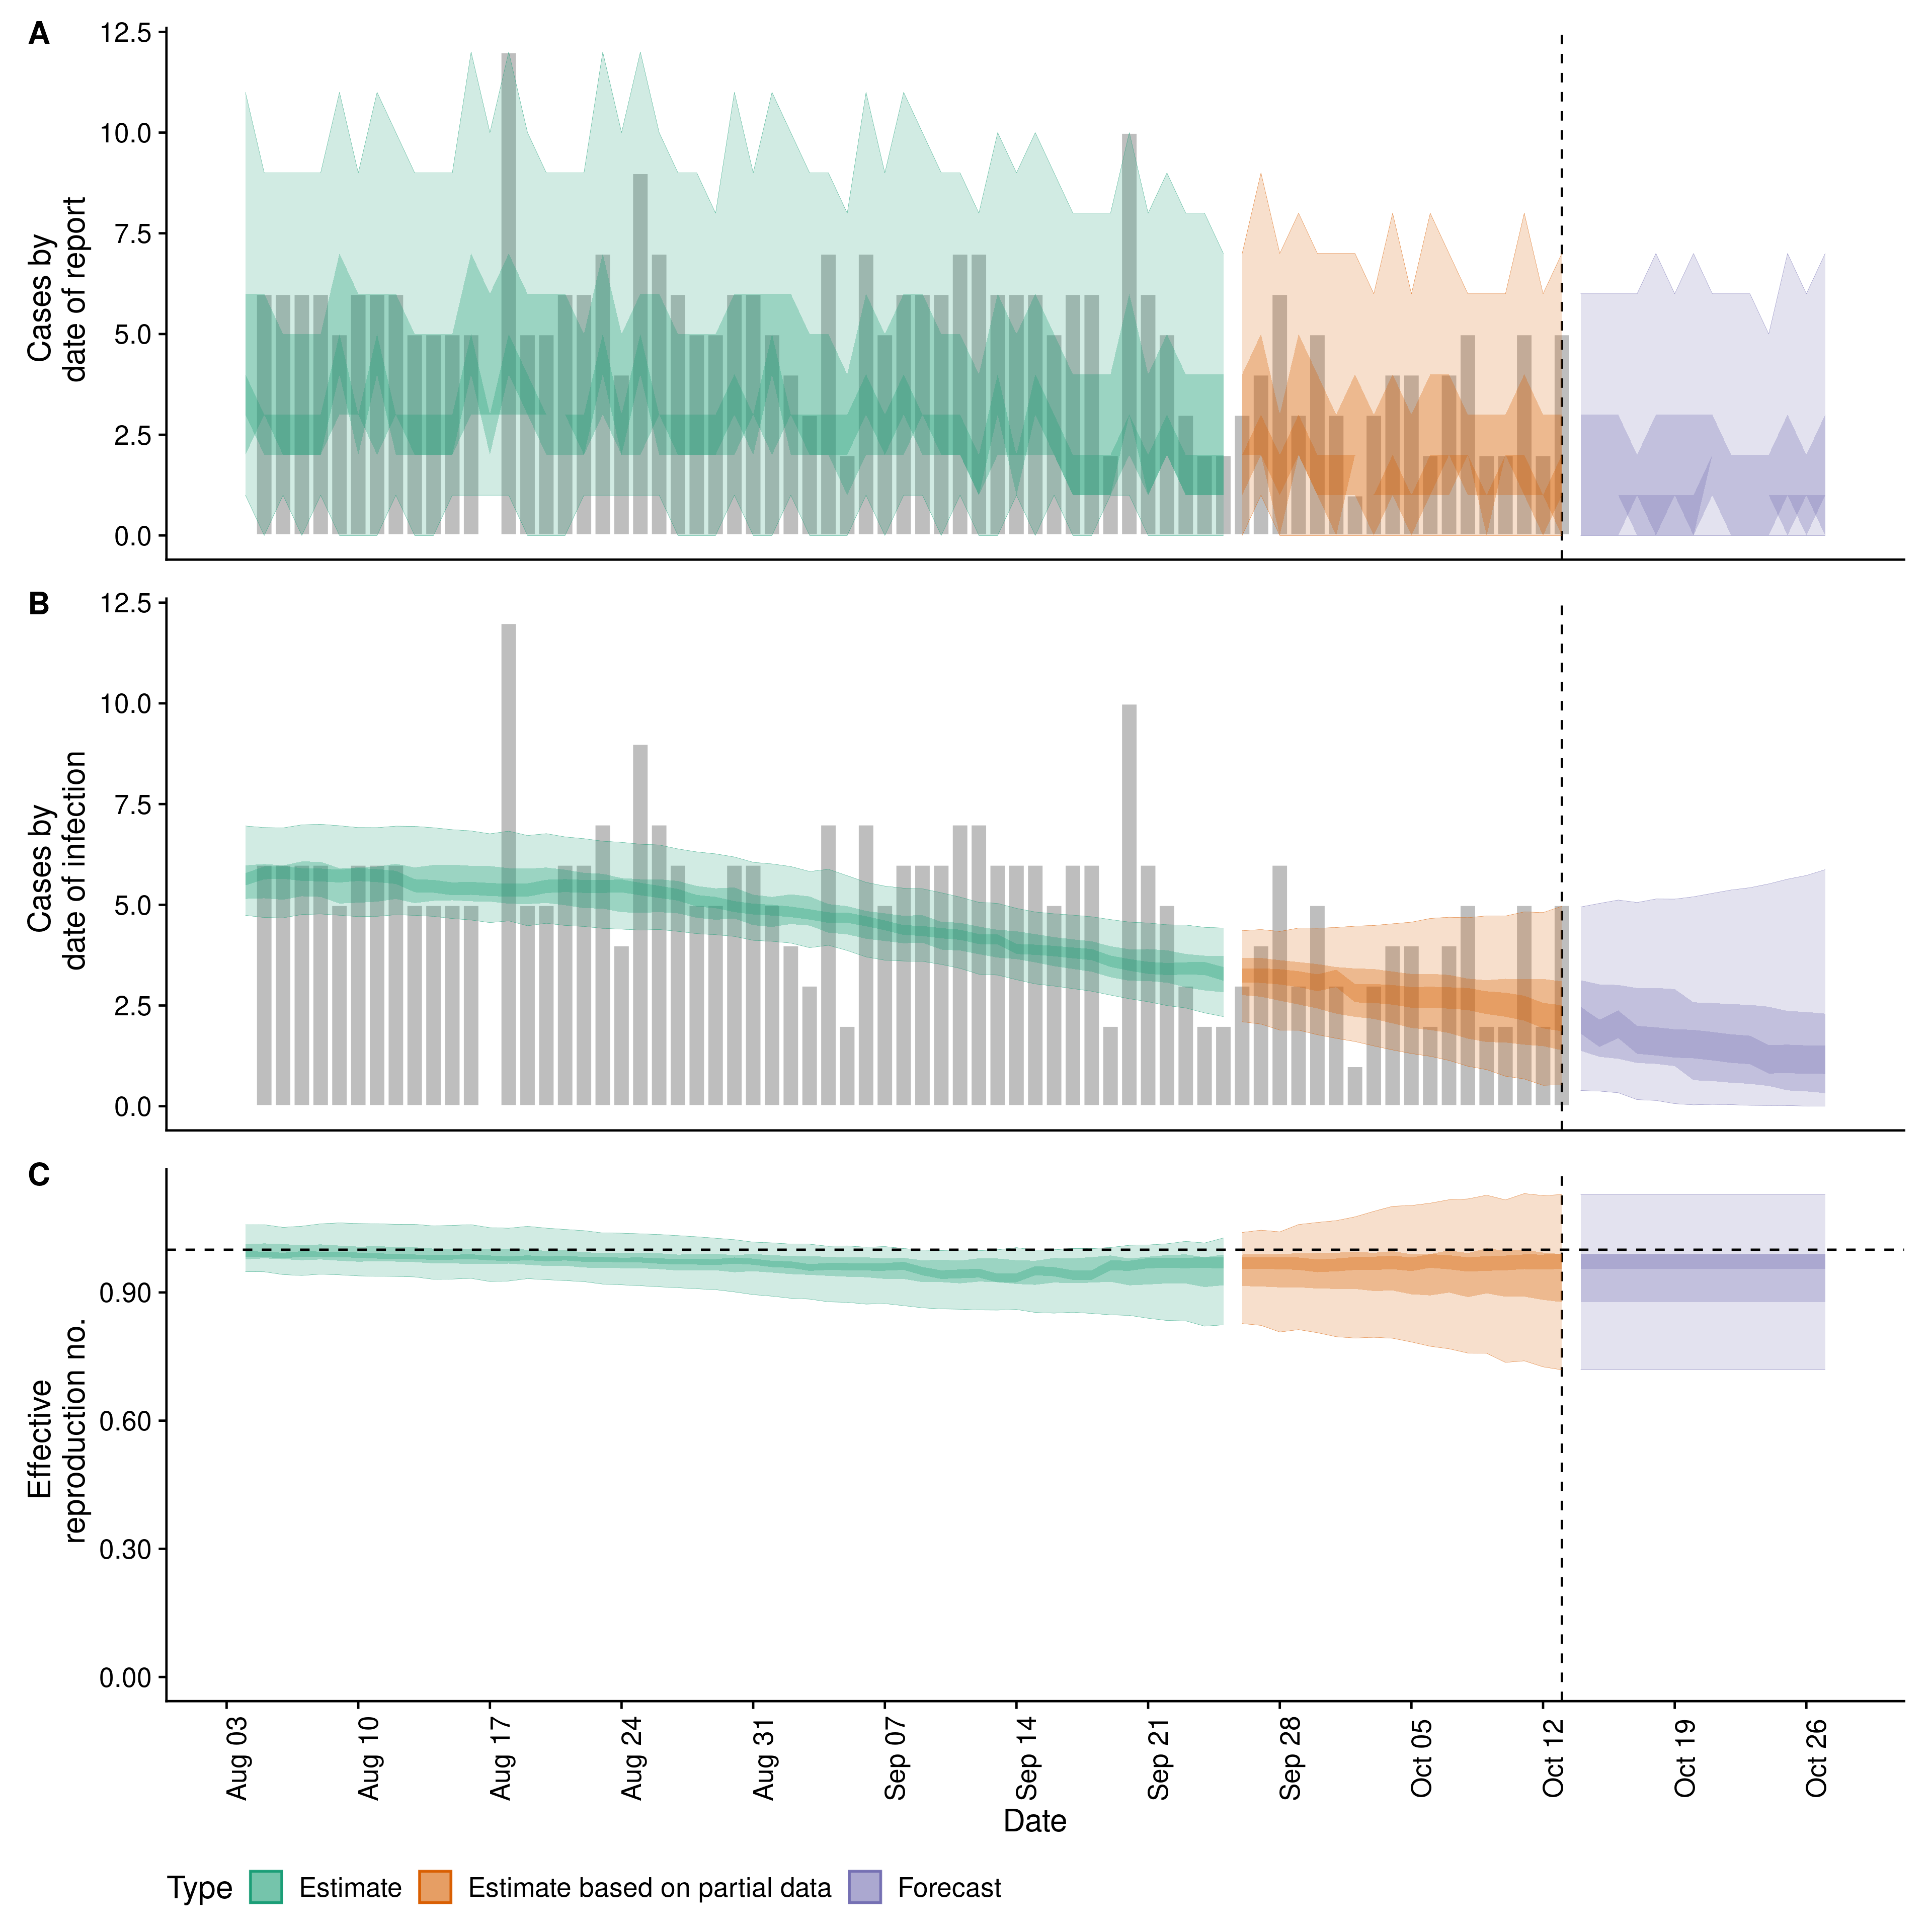 A
12.5
10.0
7.5
5.0
2.5
0.0
Cases by
date of report
B
12.5
10.0
7.5
5.0
2.5
0.0
Cases by
date of infection
C
0.90
0.60
0.30
0.00
Effective
reproduction no.
Aug 03
Aug 10
Aug 17
Aug 24
Aug 31
Sep 07
Sep 14
Sep 21
Sep 28
Oct 05
Oct 12
Oct 19
Oct 26
Date
Type Estimate Estimate based on partial data Forecast